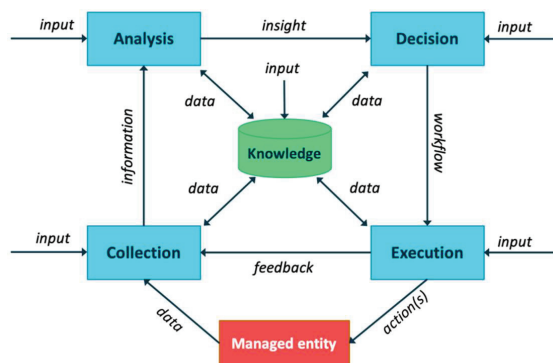 input
Analysis
insight
Decision
input
input
data
data
information
Knowledge
workflow
data
data
input
Collection
feedback
Execution
input
data
Managed entity
action(s)